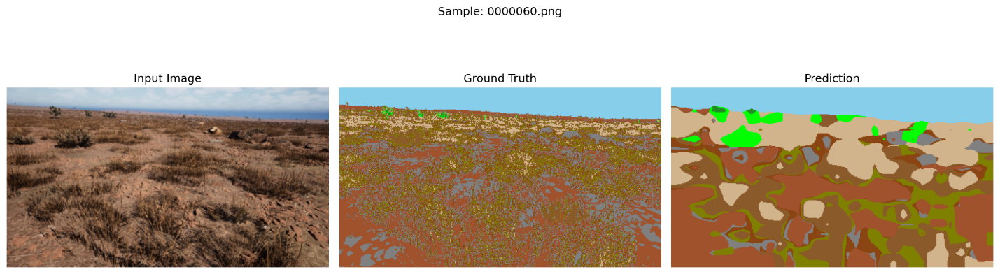 Sample: 0000060.png
Input Image
Ground Truth
Prediction